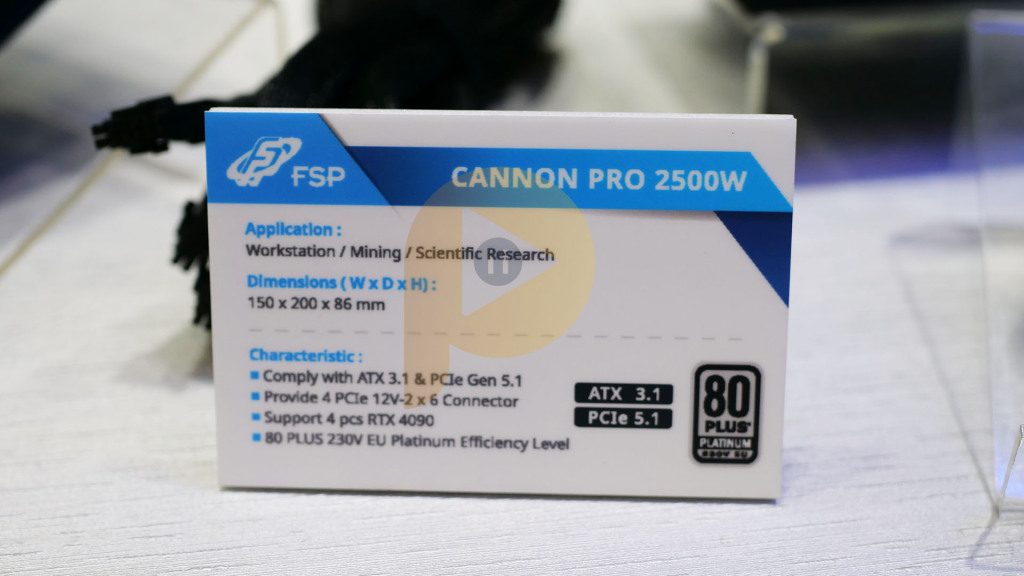 FSP
CANNON PRO 2500W
Application :
Workstation / Mining / Scientific Research
Dimensions ( W x D x H) :
150 x 200 x 86 mm
Characteristic :
Comply with ATX 3.1 & PCIe Gen 5.1
Provide 4 PCIe 12V-2 x 6 Connector
Support 4 pcs RTX 4090
80 PLUS 230V EU Platinum Efficiency Level
ATX 3.1
PCIe 5.1
80
PLUS
PLATINUM
EU